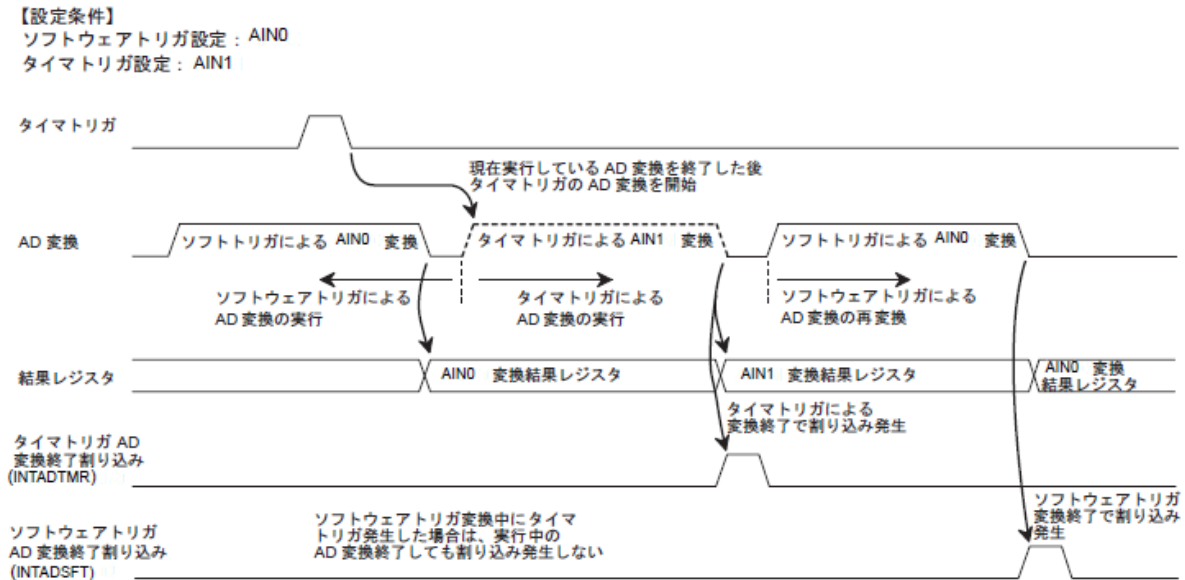 【設定条件】
ソフトウェアトリガ設定： AIN0
タイマトリガ設定： AIN1
タイマトリガ
現在実行している AD 変換を終了した後
タイマトリガの AD 変換を開始
AD 変換
ソフトトリガによる AIN0 変換
タイマトリガによる AIN1 変換
ソフトトリガによる AIN0 変換
ソフトウェアトリガによる
AD 変換の実行
タイマトリガによる
AD 変換の実行
ソフトウェアトリガによる
AD 変換の再変換
結果レジスタ
AIN0 変換結果レジスタ
AIN1 変換結果レジスタ
AIN0 変換
結果レジスタ
タイマトリガによる
変換終了で割り込み発生
タイマトリガ AD
変換終了割り込み
(INTADTMR)
ソフトウェアトリガ
変換終了で割り込み
発生
ソフトウェアトリガ変換中にタイマ
トリガ発生した場合は、実行中の
AD 変換終了しても割り込み発生しない
ソフトウェアトリガ
AD 変換終了割り込み
(INTADSFT)